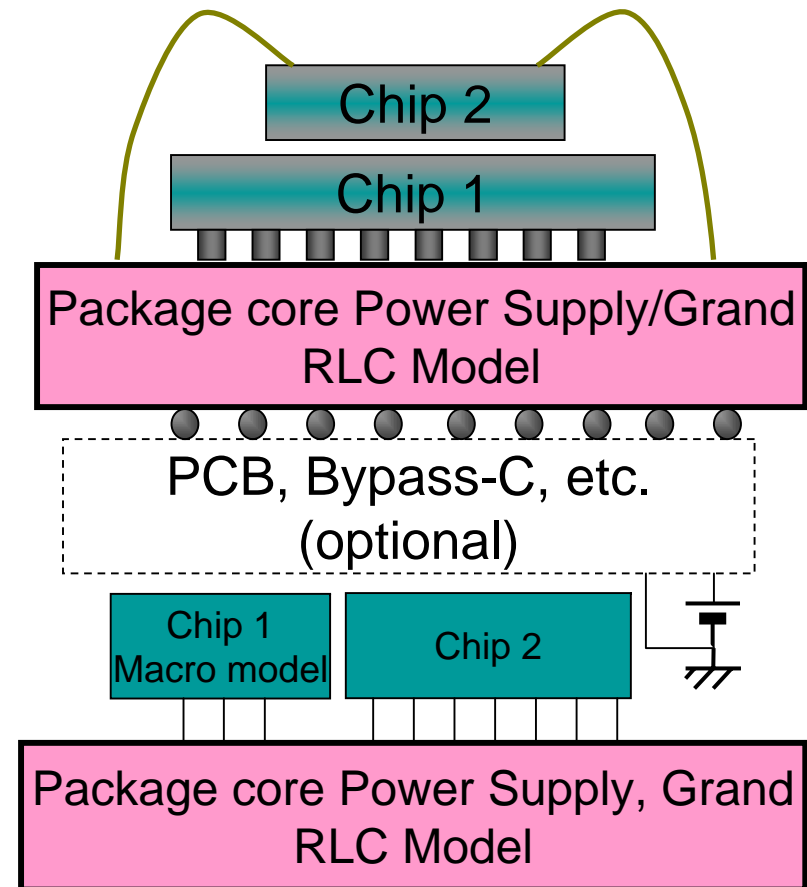 Chip 2
Chip 1
Package core Power Supply/Grand
RLC Model
PCB, Bypass-C, etc.
(optional)
Chip 1
Macro model
Chip 2
Package core Power Supply, Grand
RLC Model